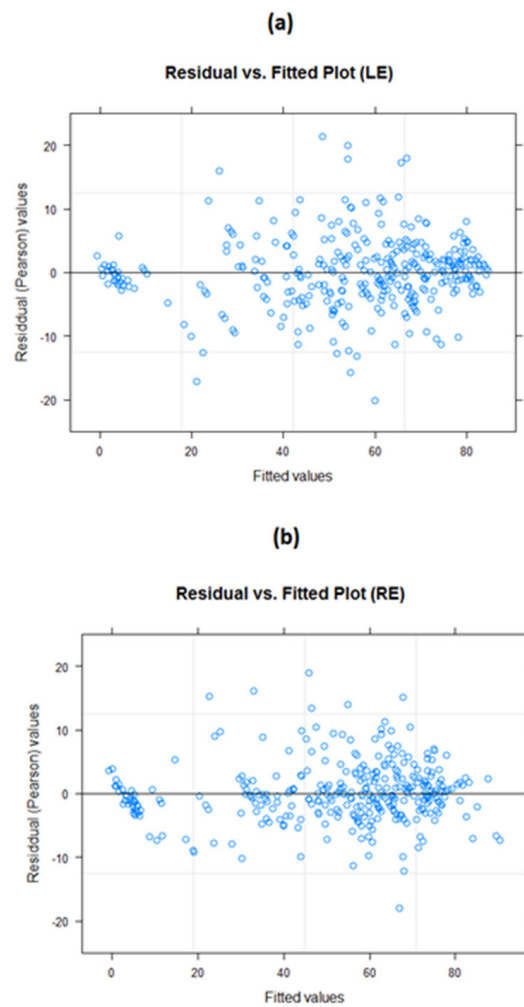 (a)
Residual vs. Fitted Plot (LE)
Residdual (Pearson) values
20
10
0
-10
-20
0 20 40 60 80
Fitted values
(b)
Residual vs. Fitted Plot (RE)
Residdual (Pearson) values
20
10
0
-10
-20
0 20 40 60 80
Fitted values